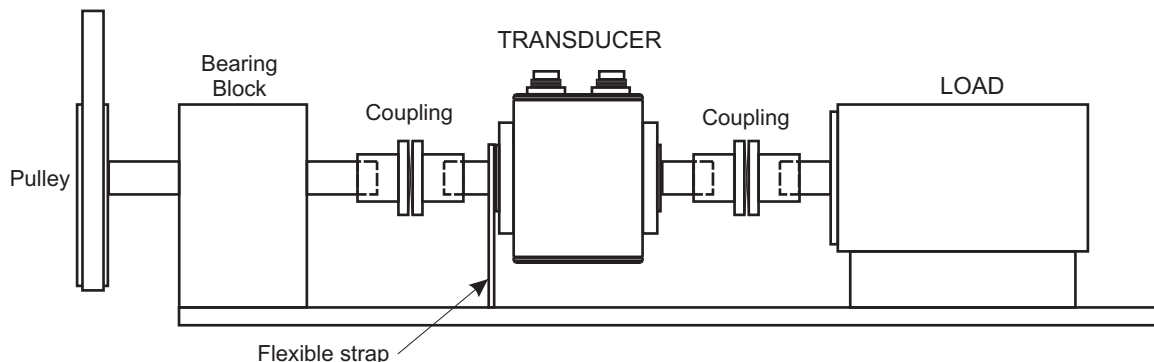 TRANSDUCER
Bearing
Block
LOAD
Coupling
Coupling
Pulley
Flexible strap